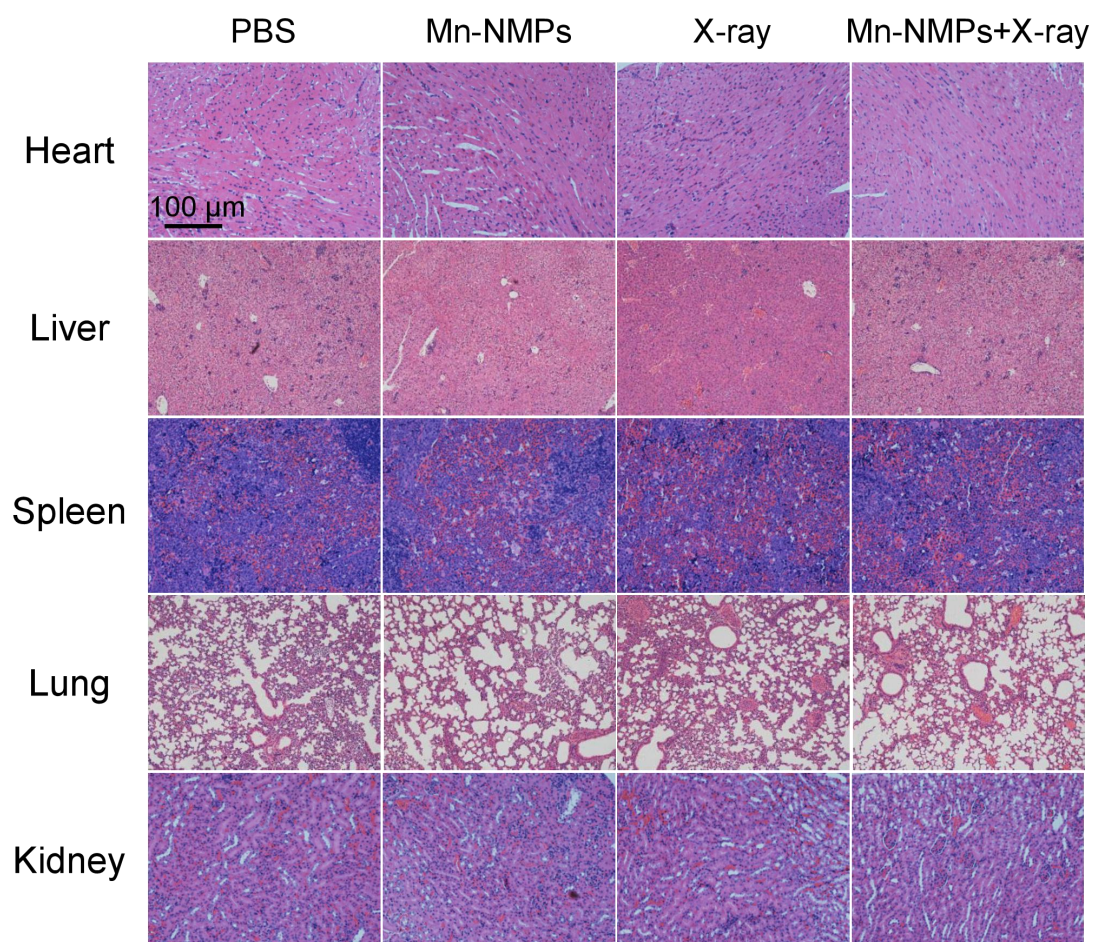 PBS Mn-NMPs X-ray Mn-NMPs+X-ray
Heart
100 μm
Liver
Spleen
Lung
Kidney